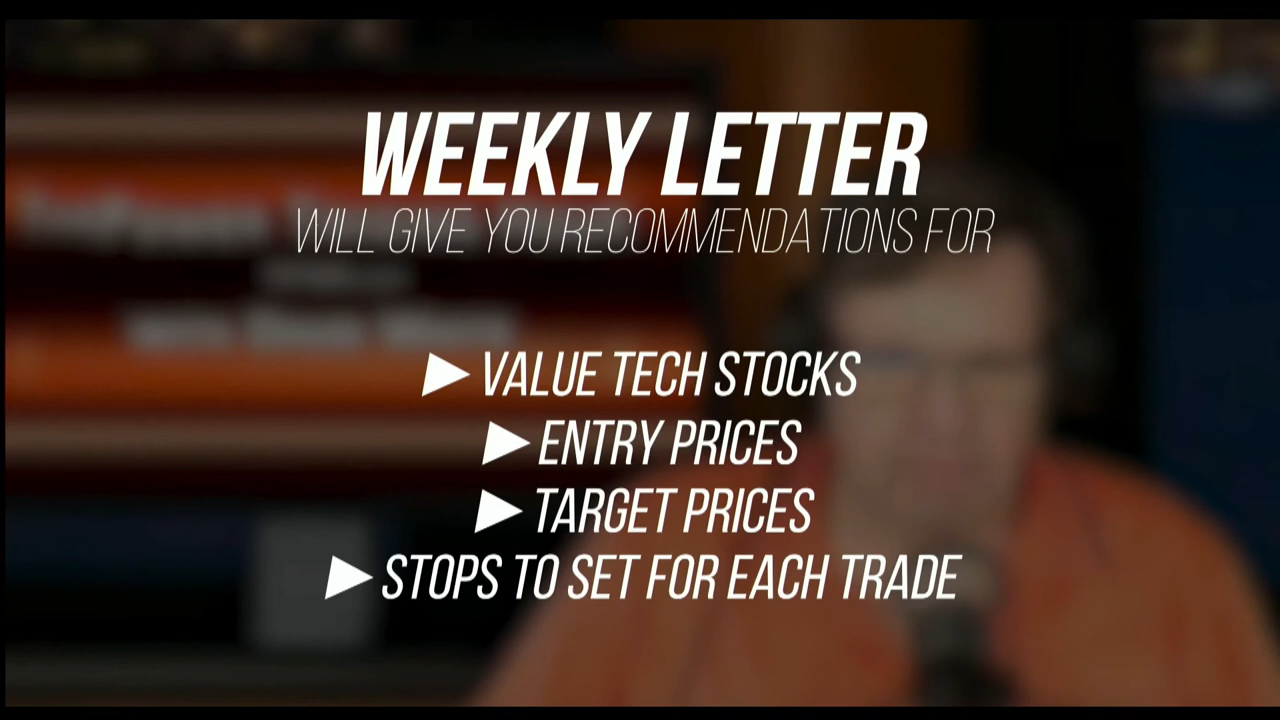 WEEKLY LETTER
WILL GIVE YOU RECOMMENDATIONS FOR
▶ VALUE TECH STOCKS
▶ ENTRY PRICES
▶ TARGET PRICES
▶ STOPS TO SET FOR EACH TRADE